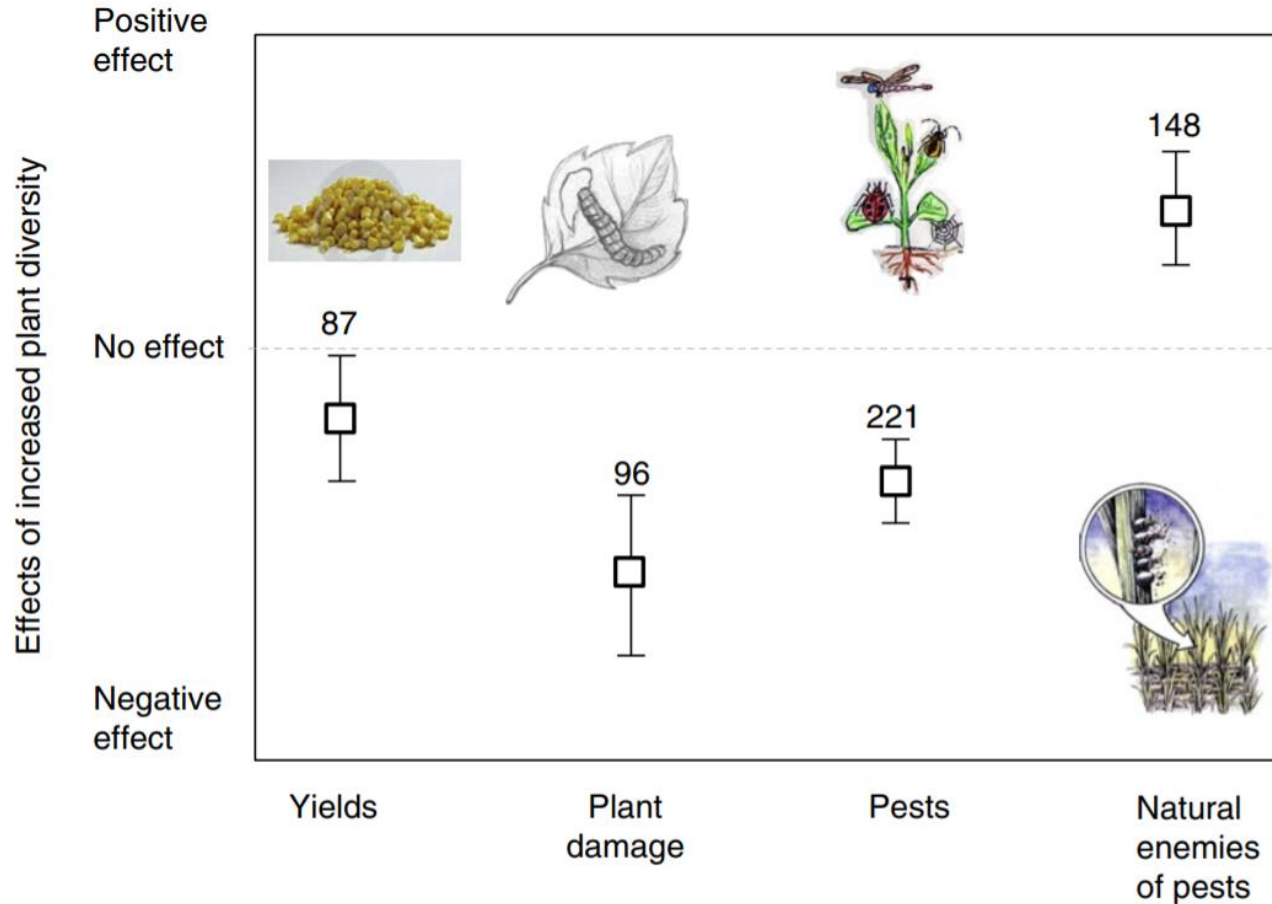 Positive
effect
No effect
Negative
effect
Effects of increased plant diversity
87
96
221
148
Yields
Plant
damage
Pests
Natural
enemies
of pests